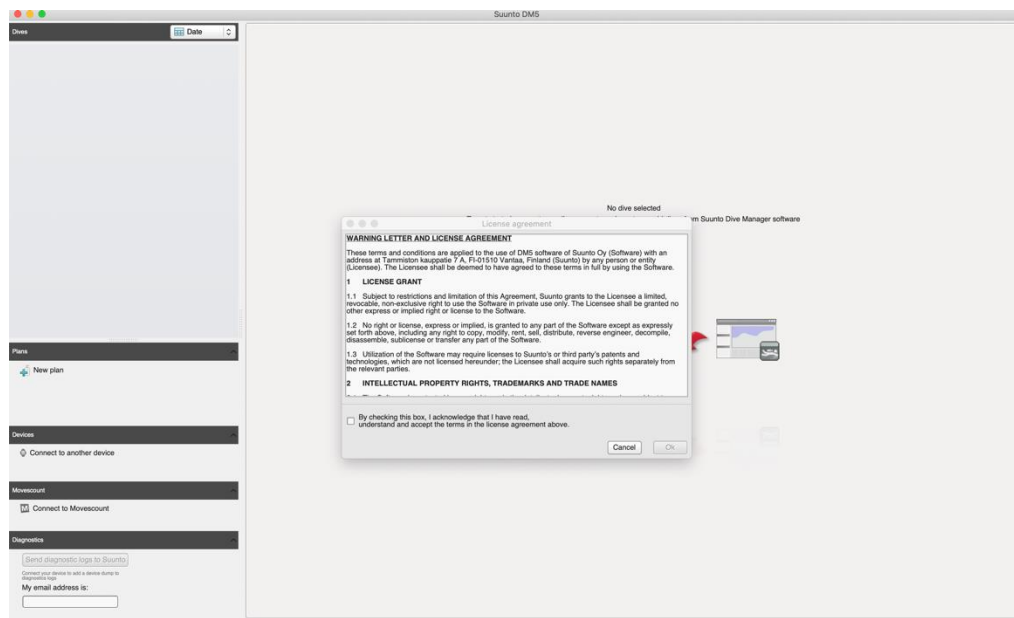 Suunto DM5
Dives
Date
No dive selected
m Suunto Dive Manager software
License agreement
WARNING LETTER AND LICENSE AGREEMENT
These terms and conditions are applied to the use of DM5 software of Suunto Oy (Software) with an
address at Tammiston kauppatie 7 A, FI-01510 Vantaa, Finland (Suunto) by any person or entity
(Licensee). The Licensee shall be deemed to have agreed to these terms in full by using the Software.
1 LICENSE GRANT
1.1 Subject to restrictions and limitation of this Agreement, Suunto grants to the Licensee a limited,
revocable, non-exclusive right to use the Software in private use only. The Licensee shall be granted no
other express or implied right or license to the Software.
1.2 No right or license, express or implied, is granted to any part of the Software except as expressly
set forth above, including any right to copy, modify, rent, sell, distribute, reverse engineer, decompile,
disassemble, sublicense or transfer any part of the Software.
1.3 Utilization of the Software may require licenses to Suunto's or third party's patents and
technologies, which are not licensed hereunder; the Licensee shall acquire such rights separately from
the relevant parties.
2 INTELLECTUAL PROPERTY RIGHTS, TRADEMARKS AND TRADE NAMES
By checking this box, I acknowledge that I have read,
understand and accept the terms in the license agreement above.
Cancel
Ok
Plans
New plan
Devices
Connect to another device
Movescount
M Connect to Movescount
Diagnostics
Send diagnostic logs to Suunto
Connect your device to add a device dump to
diagnostics logs
My email address is: